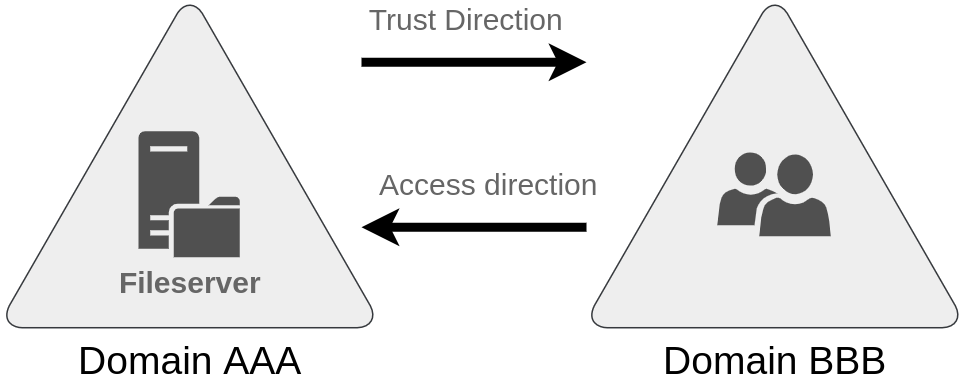 Trust Direction
Access direction
Fileserver
Domain AAA
Domain BBB